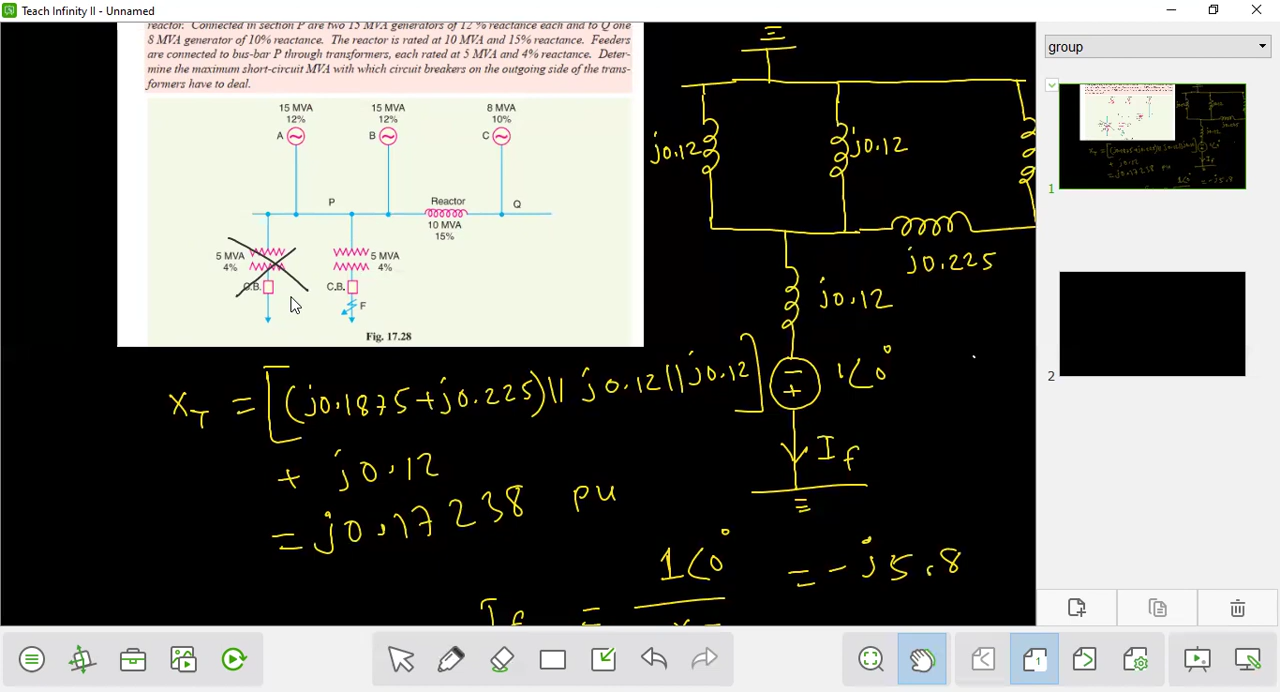 Teach Infinity II - Unnamed
group
reactor. Connected in section P are two 15 MVA generators of 12 % reactance each and to Q one
8 MVA generator of 10% reactance. The reactor is rated at 10 MVA and 15% reactance. Feeders
are connected to bus-bar P through transformers, each rated at 5 MVA and 4% reactance. Deter-
mine the maximum short-circuit MVA with which circuit breakers on the outgoing side of the trans-
formers have to deal.
15 MVA
12%
A
15 MVA
12%
B
8 MVA
10%
C
P
Reactor
10 MVA
15%
Q
5 MVA
4%
C.B.
5 MVA
4%
C.B.
F
Fig. 17.28
j0.12
j0.12
j0.225
j0.12
1∠0°
If
XT = [(j0.1875+j0.225)||j0.12||j0.12]
+ j0.12
= j0.17238 pu
If = 1∠0° = -j5.8
1
2
1